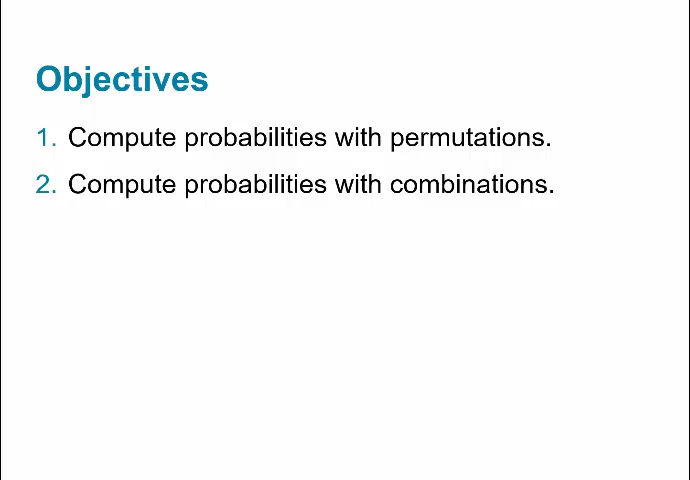 Objectives
1. Compute probabilities with permutations.
2. Compute probabilities with combinations.